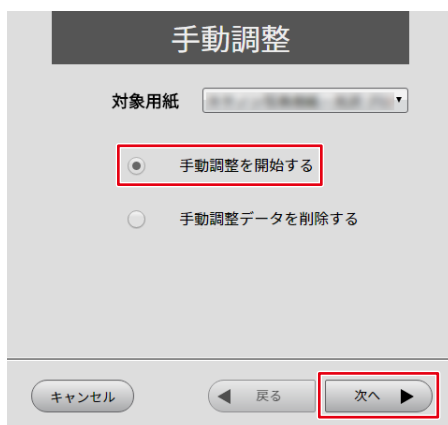 手動調整
対象用紙
手動調整を開始する
手動調整データを削除する
キャンセル
戻る
次へ